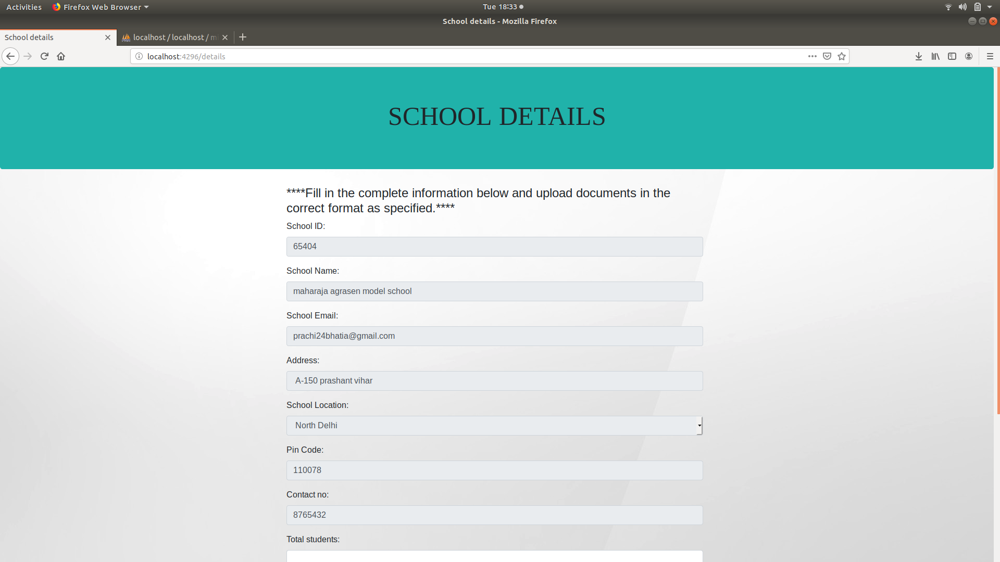 Activities Firefox Web Browser Tue 18:33
School details - Mozilla Firefox
School details localhost / localhost / m
localhost:4296/details
SCHOOL DETAILS
****Fill in the complete information below and upload documents in the
correct format as specified.****
School ID:
65404
School Name:
maharaja agrasen model school
School Email:
prachi24bhatia@gmail.com
Address:
A-150 prashant vihar
School Location:
North Delhi
Pin Code:
110078
Contact no:
8765432
Total students: